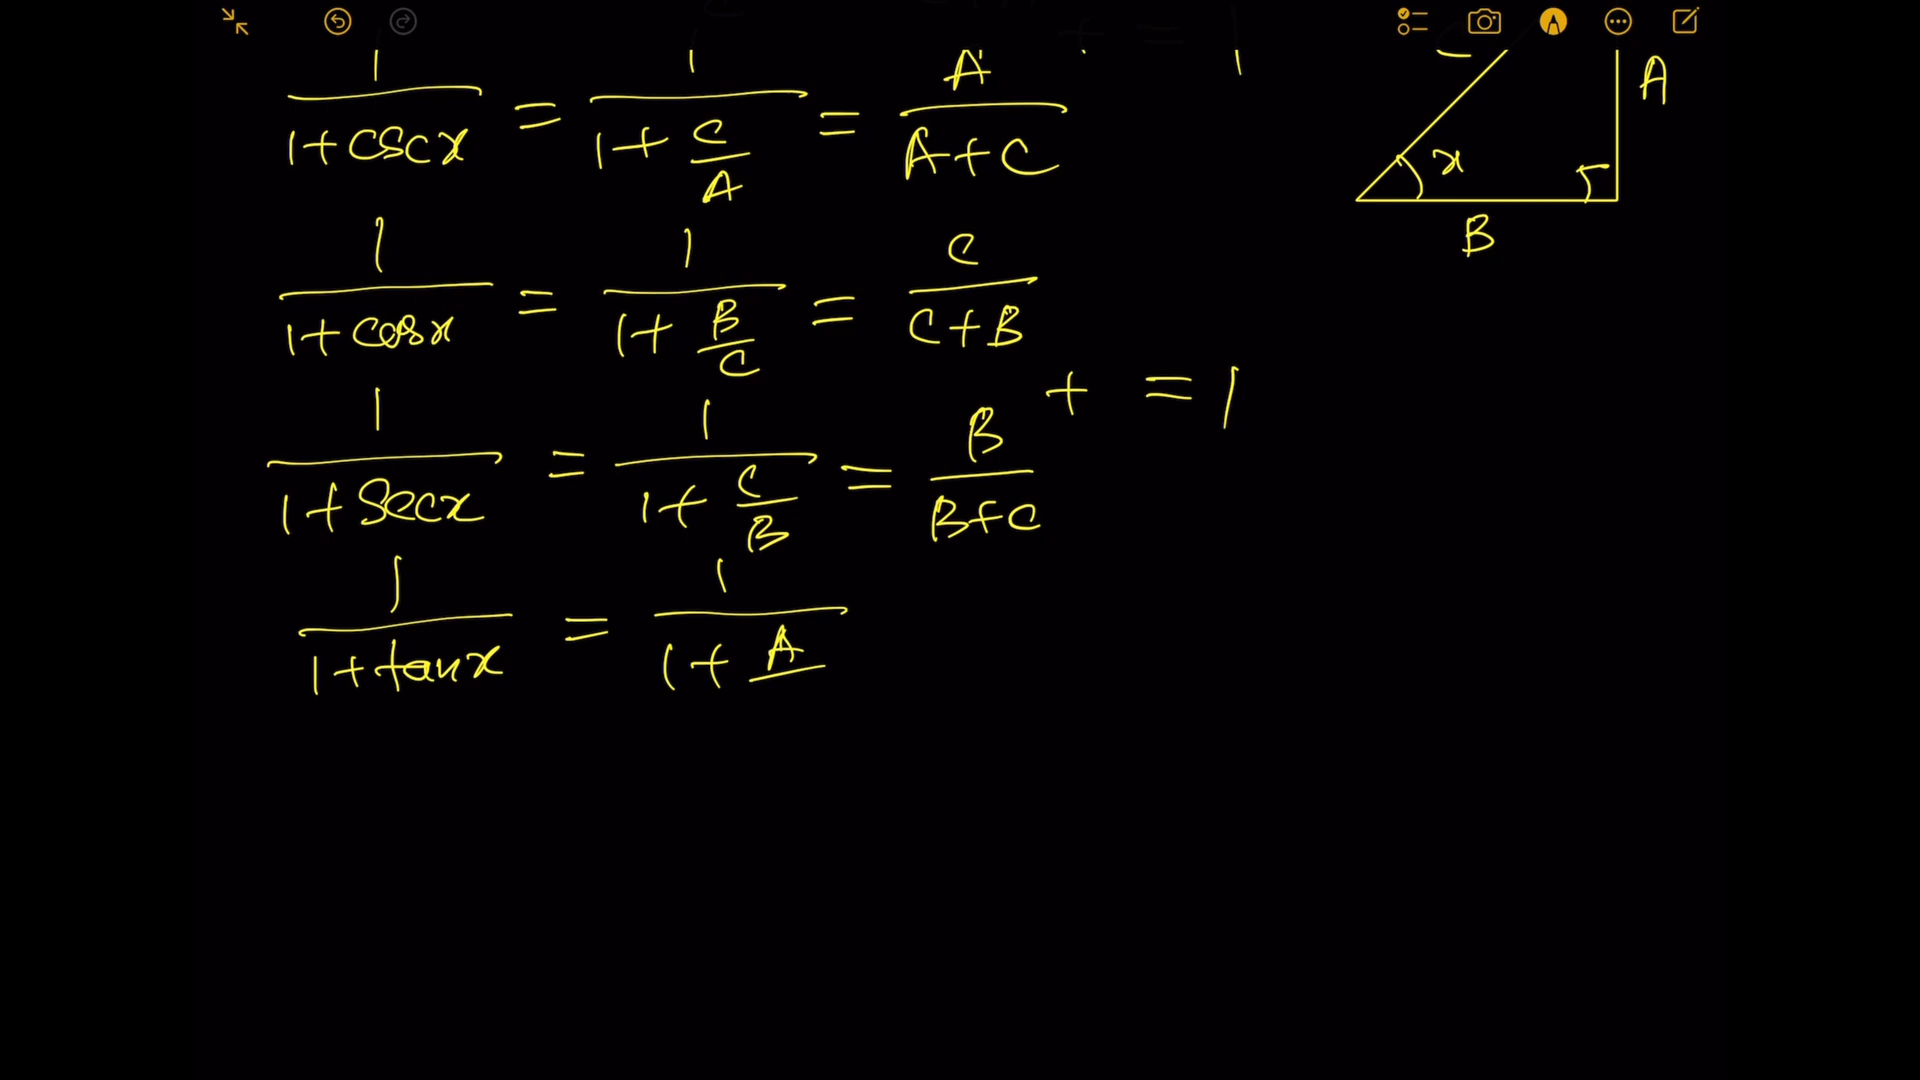 1/(1+cscx) = 1/(1+C/A) = A/(A+C) 1
1/(1+cosx) = 1/(1+B/C) = C/(C+B)
+ = 1
1/(1+Secx) = 1/(1+C/B) = B/(B+C)
1/(1+tanx) = 1/(1+A/
A
x
B